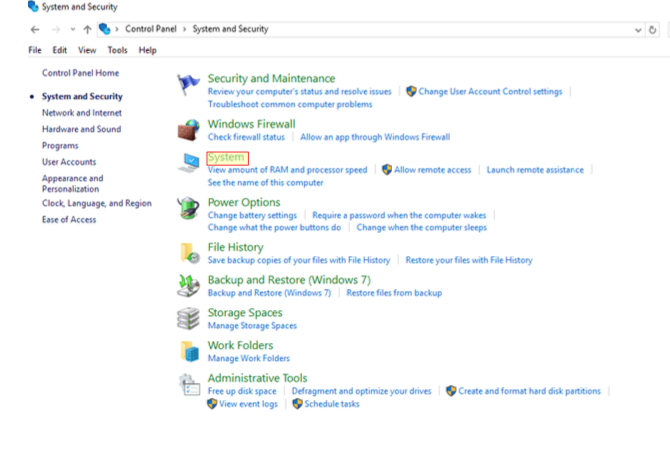 System and Security
Control Panel › System and Security
File Edit View Tools Help
Control Panel Home
System and Security
Network and Internet
Hardware and Sound
Programs
User Accounts
Appearance and
Personalization
Clock, Language, and Region
Ease of Access
Security and Maintenance
Review your computer's status and resolve issues | Change User Account Control settings |
Troubleshoot common computer problems
Windows Firewall
Check firewall status | Allow an app through Windows Firewall
System
View amount of RAM and processor speed | Allow remote access | Launch remote assistance |
See the name of this computer
Power Options
Change battery settings | Require a password when the computer wakes |
Change what the power buttons do | Change when the computer sleeps
File History
Save backup copies of your files with File History | Restore your files with File History
Backup and Restore (Windows 7)
Backup and Restore (Windows 7) | Restore files from backup
Storage Spaces
Manage Storage Spaces
Work Folders
Manage Work Folders
Administrative Tools
Free up disk space | Defragment and optimize your drives | Create and format hard disk partitions |
View event logs | Schedule tasks